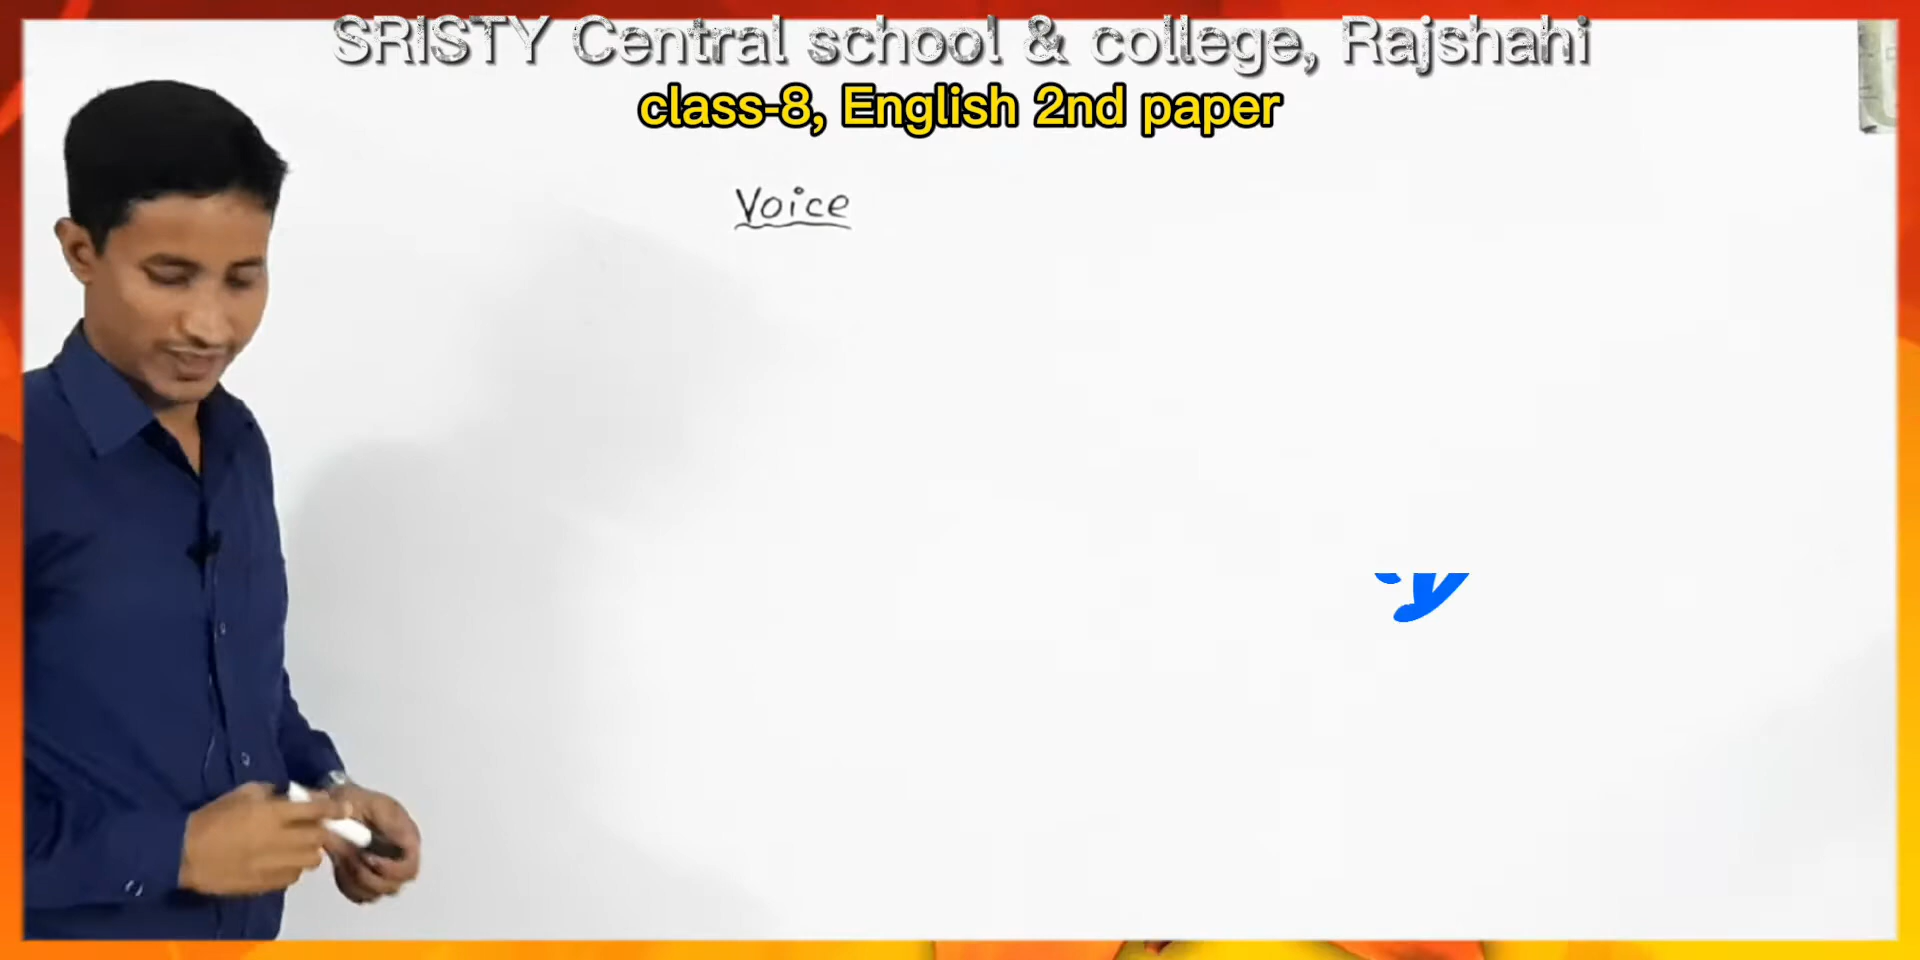 SRISTY Central school & college, Rajshahi
class-8, English 2nd paper
Voice